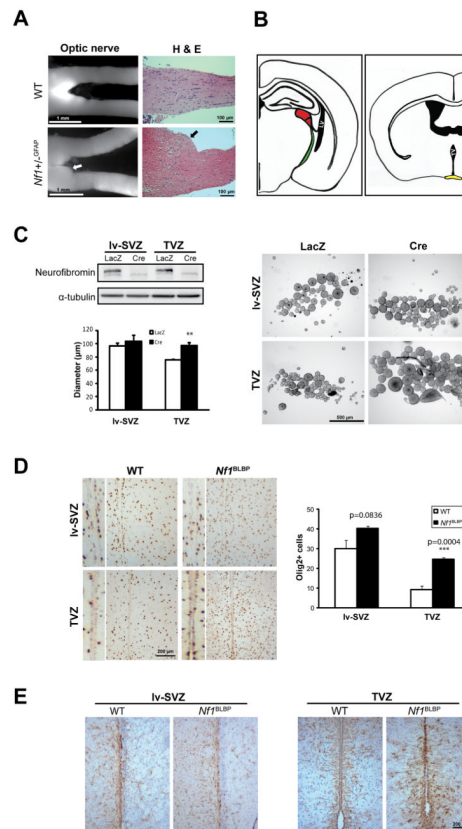 A
Optic nerve
H & E
WT
1 mm
100 µm
Nf1+/-GFAP
1 mm
100 µm
B
C
lv-SVZ TVZ
LacZ Cre LacZ Cre
Neurofibromin
α-tubulin
LacZ
Cre
**
120
100
80
60
40
20
0
Diameter (µm)
lv-SVZ TVZ
LacZ Cre
lv-SVZ
TVZ
500 µm
D
WT Nf1BLBP
lv-SVZ
TVZ
200 µm
WT
Nf1BLBP
p=0.0836
p=0.0004
***
50
40
30
20
10
0
Olig2+ cells
lv-SVZ TVZ
E
lv-SVZ TVZ
WT Nf1BLBP WT Nf1BLBP